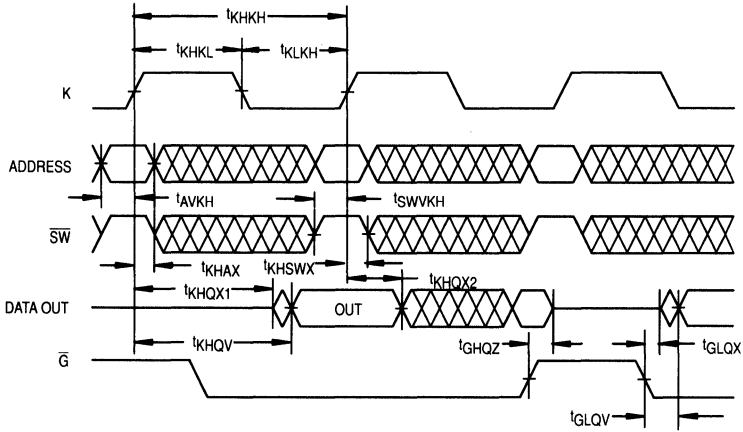 tKHKH
tKHKL
tKLKH
K
ADDRESS
tAVKH
tSWVKH
SW
tKHAX
tKHSWX
tKHQX1
tKHQX2
DATA OUT
OUT
tKHQV
tGHQZ
tGLQX
G
tGLQV